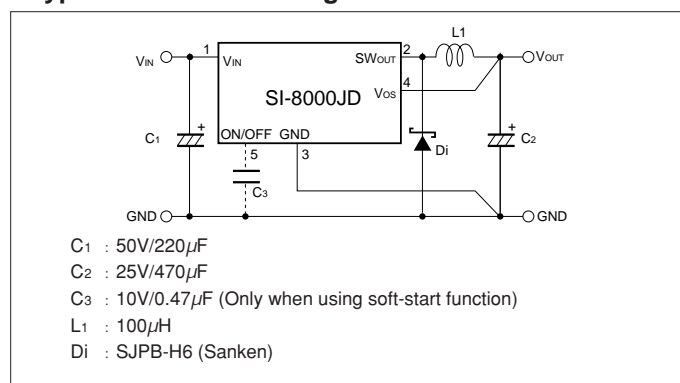 L1
VIN 1 VIN SWOUT 2 VOUT
VOS 4
SI-8000JD
C1 + ON/OFF GND Di + C2
5 3
C3
GND GND
C1 : 50V/220µF
C2 : 25V/470µF
C3 : 10V/0.47µF (Only when using soft-start function)
L1 : 100µH
Di : SJPB-H6 (Sanken)